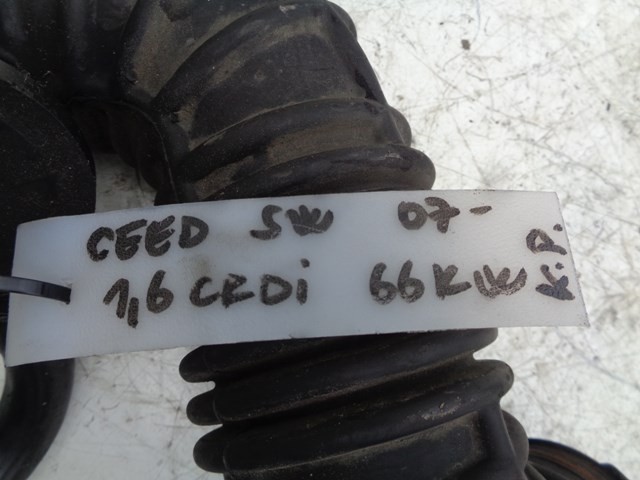 CEED SW 07-
1,6 CRDi 66KW
K.P.